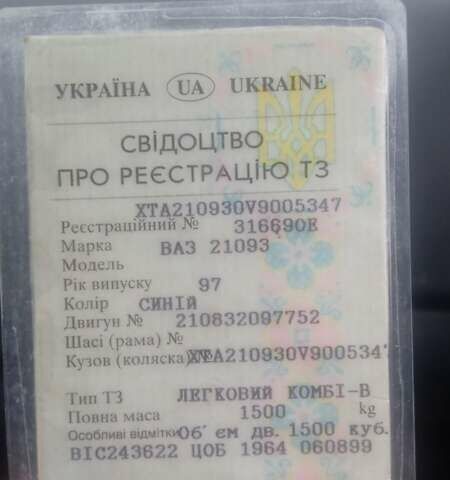 УКРАЇНА UA UKRAINE
СВІДОЦТВО
ПРО РЕЄСТРАЦІЮ ТЗ
XTA210930V9005347
Реєстраційний № 31669OE
Марка ВАЗ 21093
Модель
Рік випуску 97
Колір СИНІЙ
Двигун № 210832097752
Шасі (рама) №
Кузов (коляска) № XTA210930V9005347
Тип ТЗ ЛЕГКОВИЙ КОМБІ-В
Повна маса 1500 kg
Особливі відмітки Об'єм дв. 1500 куб.
ВІС243622 ЦОБ 1964 060899